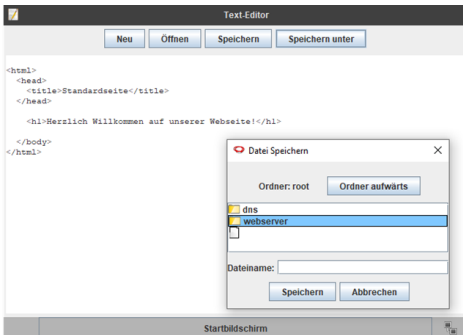 Text-Editor
Neu Öffnen Speichern Speichern unter
<html>
<head>
<title>Standardseite</title>
</head>
<h1>Herzlich Willkommen auf unserer Webseite!</h1>
</body>
</html>
Datei Speichern
Ordner: root Ordner aufwärts
dns
webserver
Dateiname:
Speichern Abbrechen
Startbildschirm